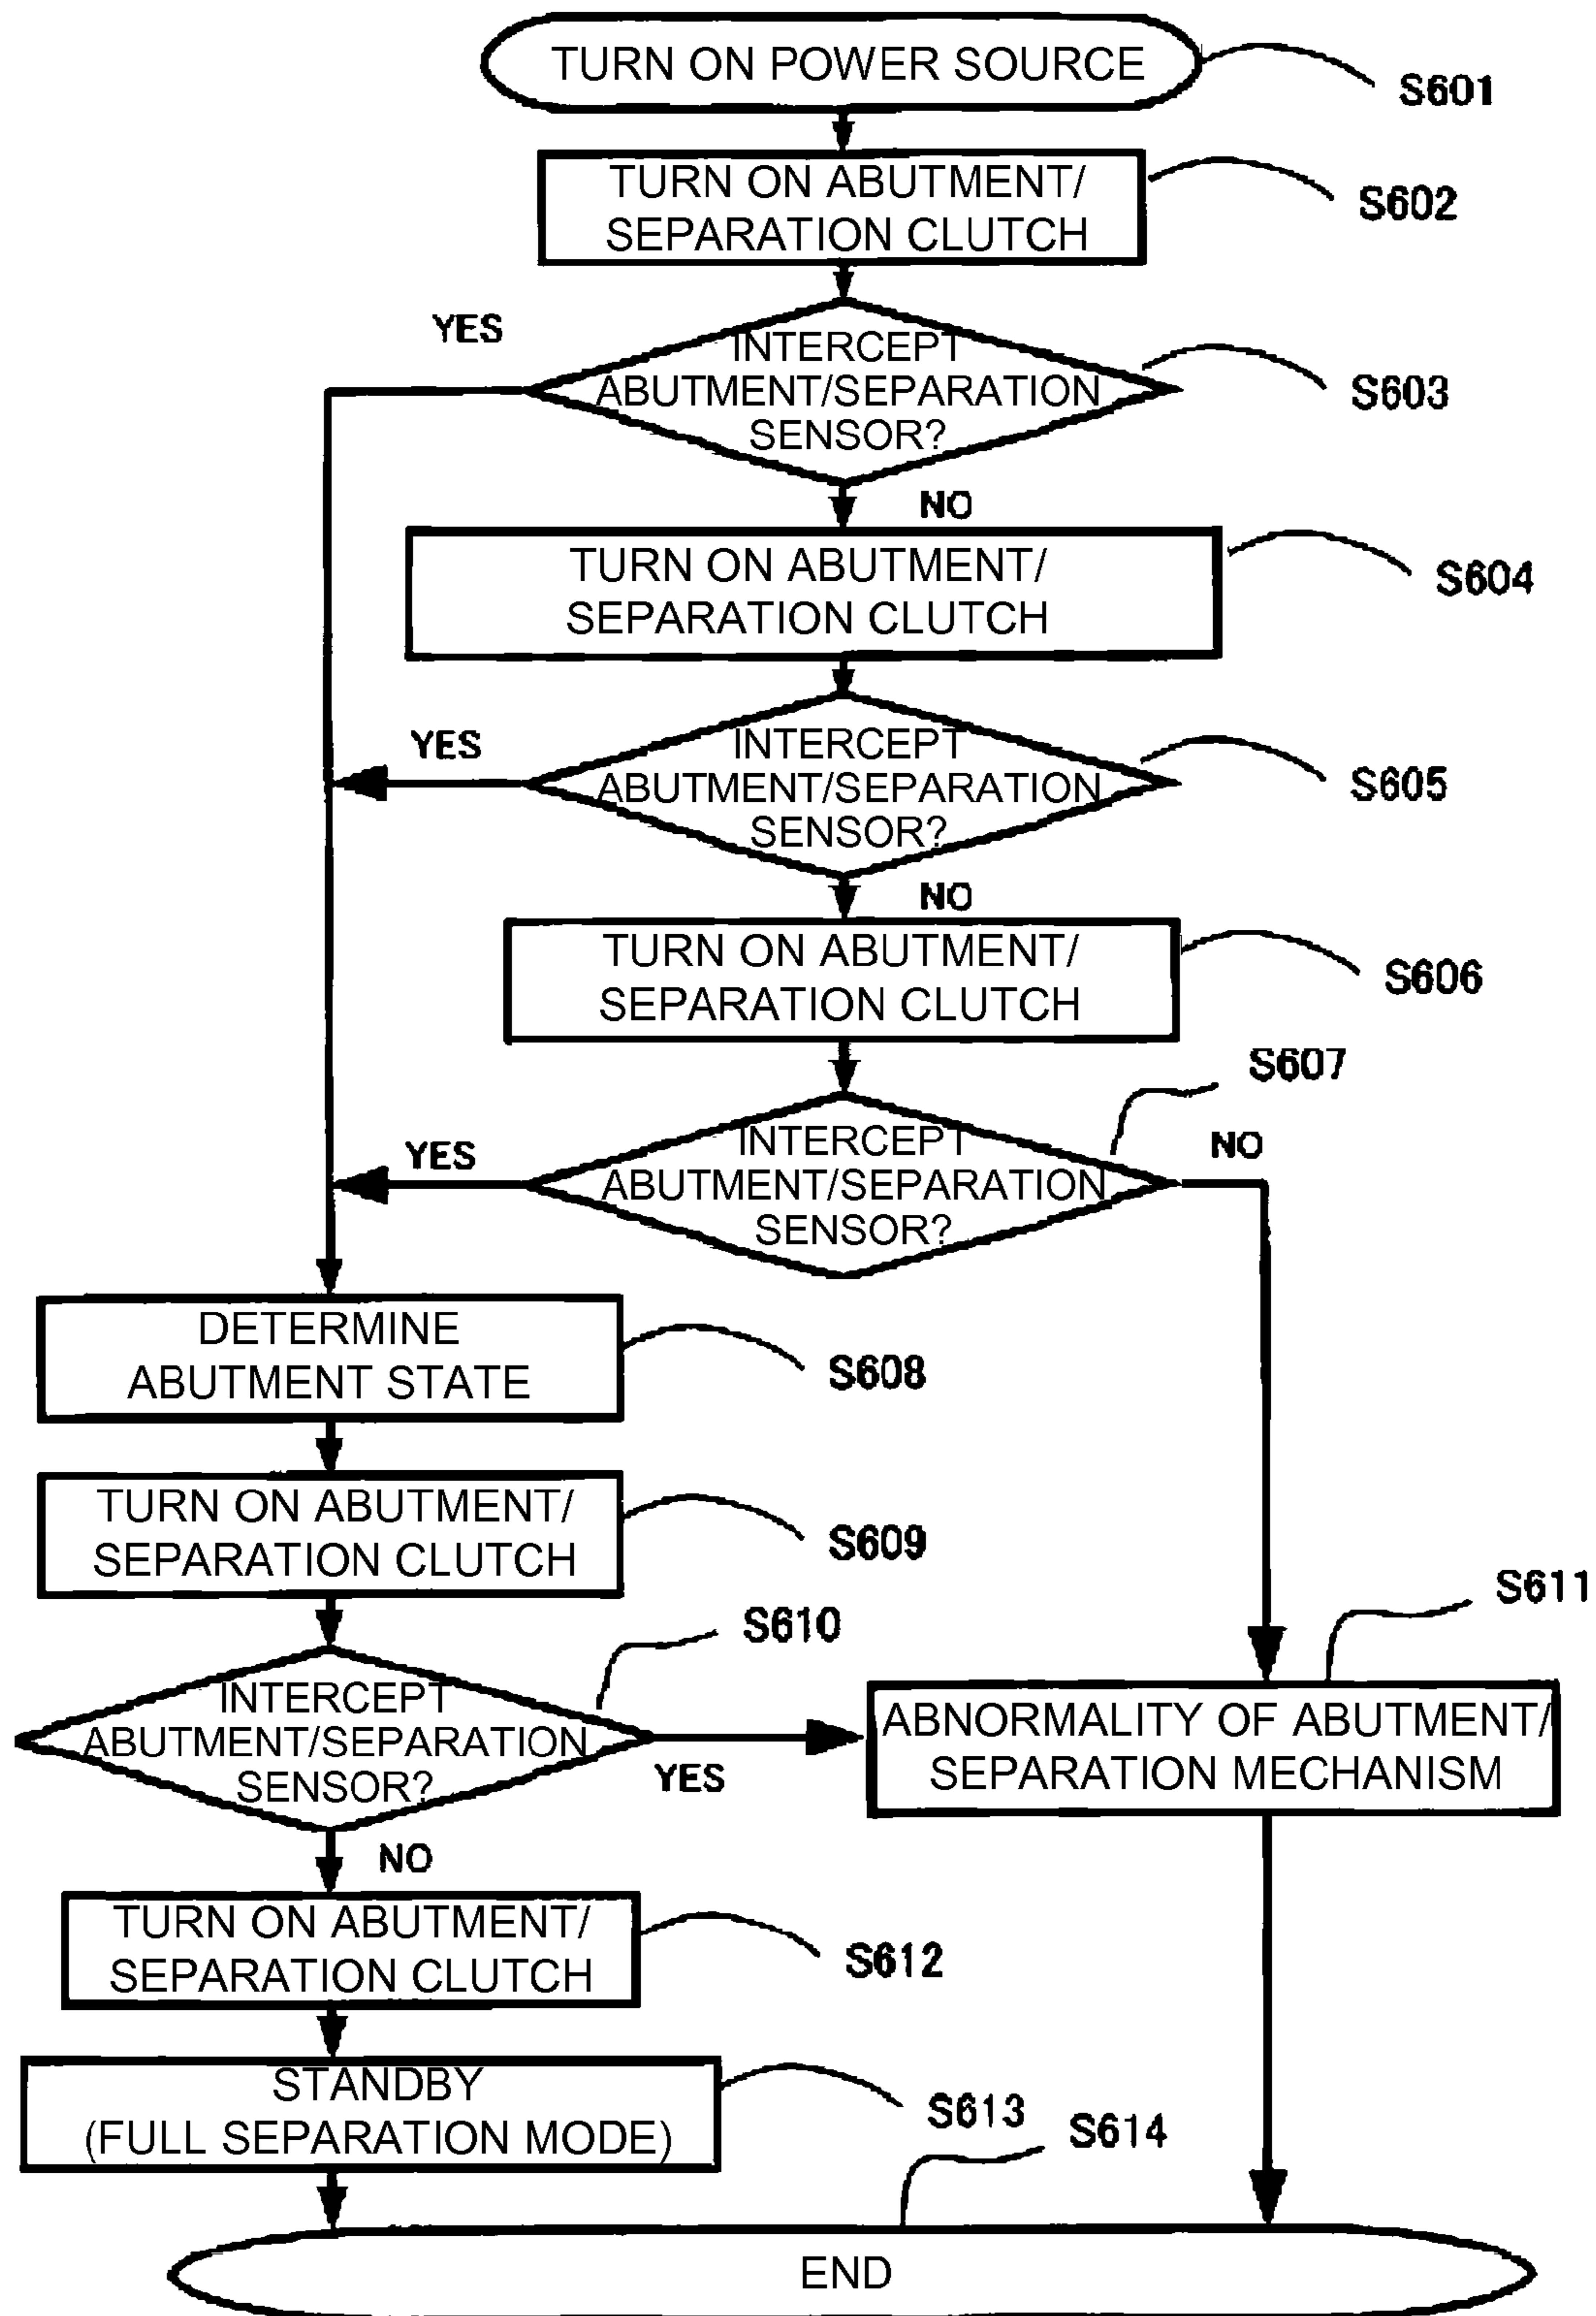 TURN ON POWER SOURCE
S601
TURN ON ABUTMENT/
SEPARATION CLUTCH
S602
YES
INTERCEPT
ABUTMENT/SEPARATION
SENSOR?
S603
NO
TURN ON ABUTMENT/
SEPARATION CLUTCH
S604
YES
INTERCEPT
ABUTMENT/SEPARATION
SENSOR?
S605
NO
TURN ON ABUTMENT/
SEPARATION CLUTCH
S606
S607
YES
INTERCEPT
ABUTMENT/SEPARATION
SENSOR?
NO
DETERMINE
ABUTMENT STATE
S608
TURN ON ABUTMENT/
SEPARATION CLUTCH
S609
S610
INTERCEPT
ABUTMENT/SEPARATION
SENSOR?
YES
S611
ABNORMALITY OF ABUTMENT/
SEPARATION MECHANISM
NO
TURN ON ABUTMENT/
SEPARATION CLUTCH
S612
STANDBY
(FULL SEPARATION MODE)
S613
S614
END